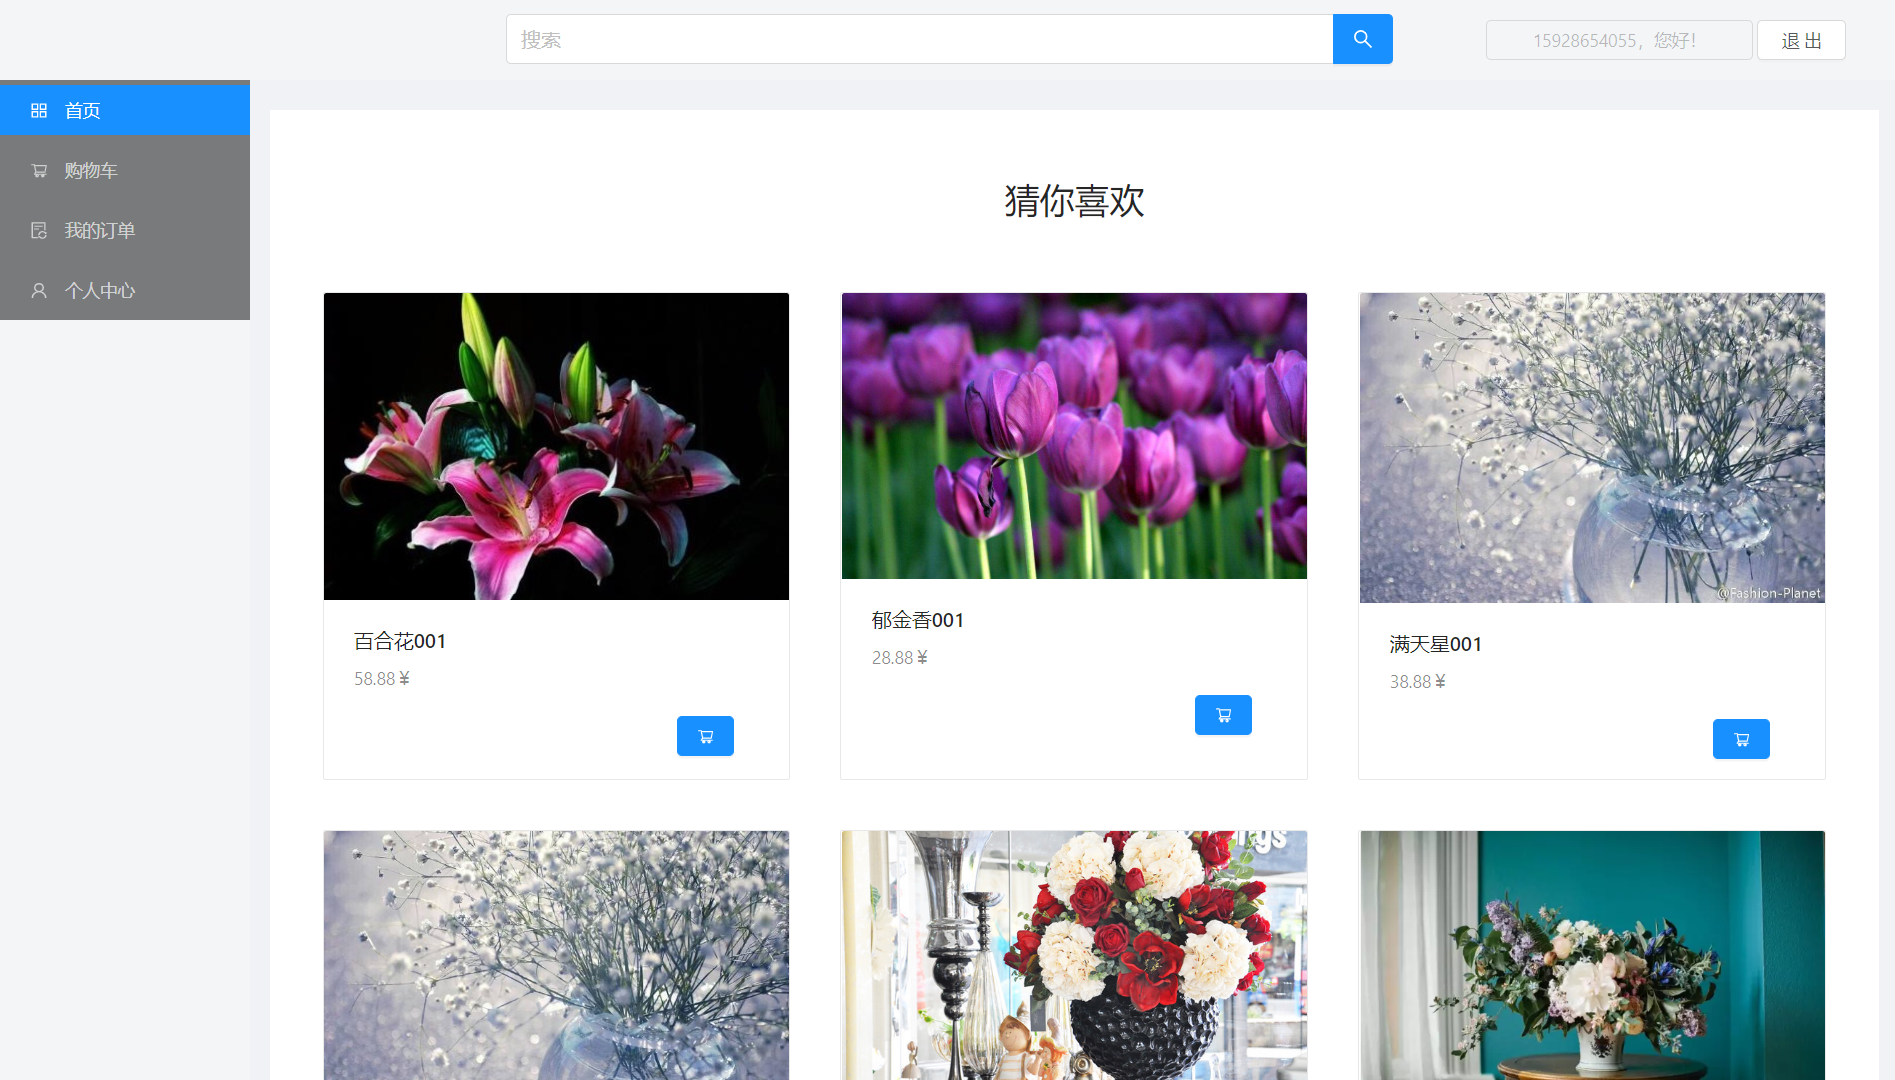 搜索
15928654055，您好！
退 出
首页
购物车
我的订单
个人中心
猜你喜欢
百合花001
58.88 ¥
郁金香001
28.88 ¥
@Fashion-Planet
满天星001
38.88 ¥